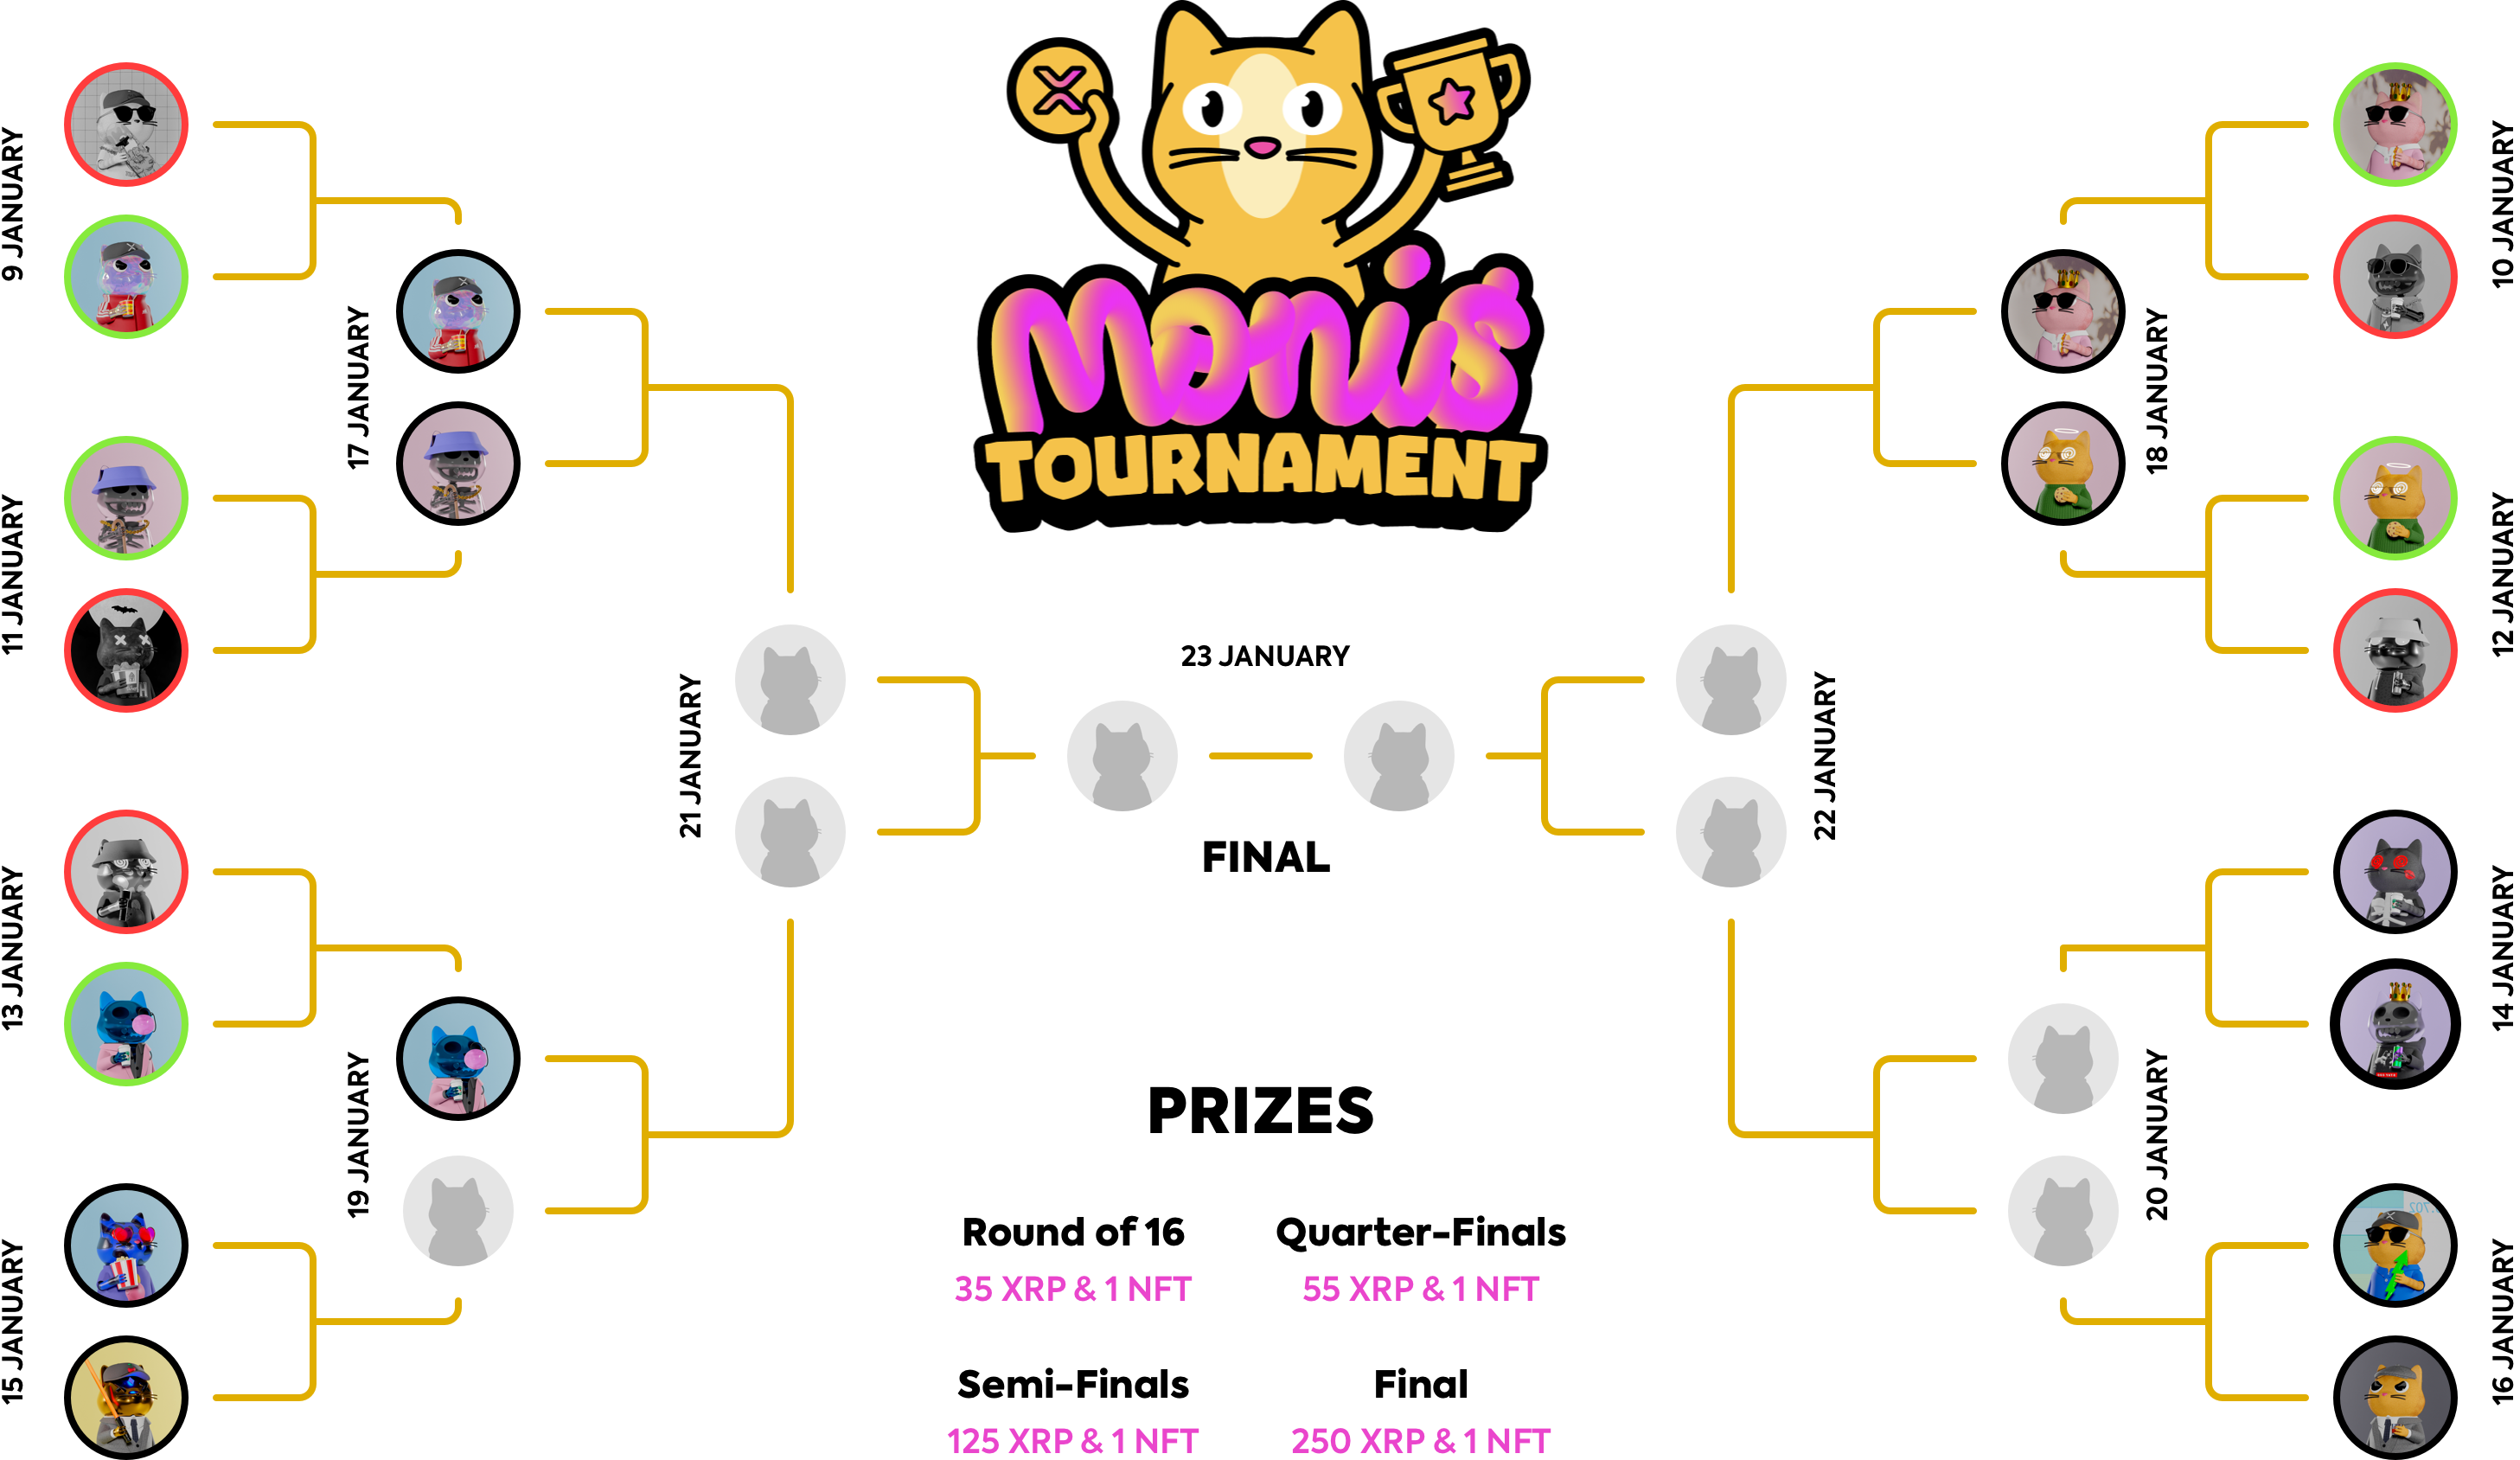 Monis
TOURNAMENT
9 JANUARY
11 JANUARY
13 JANUARY
15 JANUARY
17 JANUARY
19 JANUARY
21 JANUARY
23 JANUARY
FINAL
22 JANUARY
18 JANUARY
20 JANUARY
10 JANUARY
12 JANUARY
14 JANUARY
16 JANUARY
PRIZES
Round of 16
35 XRP & 1 NFT
Quarter-Finals
55 XRP & 1 NFT
Semi-Finals
125 XRP & 1 NFT
Final
250 XRP & 1 NFT